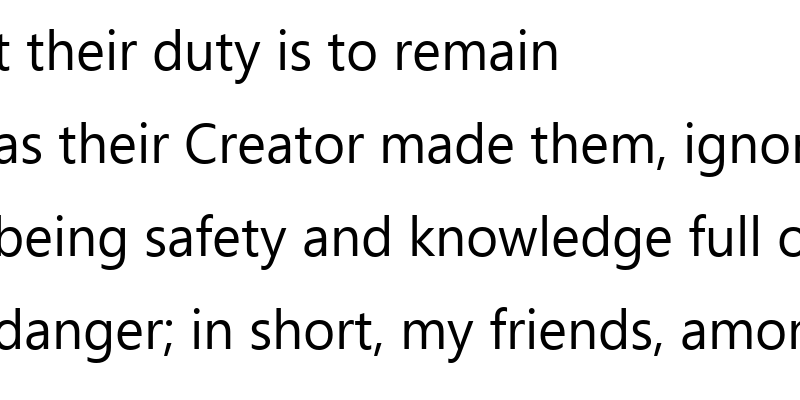 their duty is to remain
as their Creator made them,
being safety and knowledge full
danger; in short, my friends,